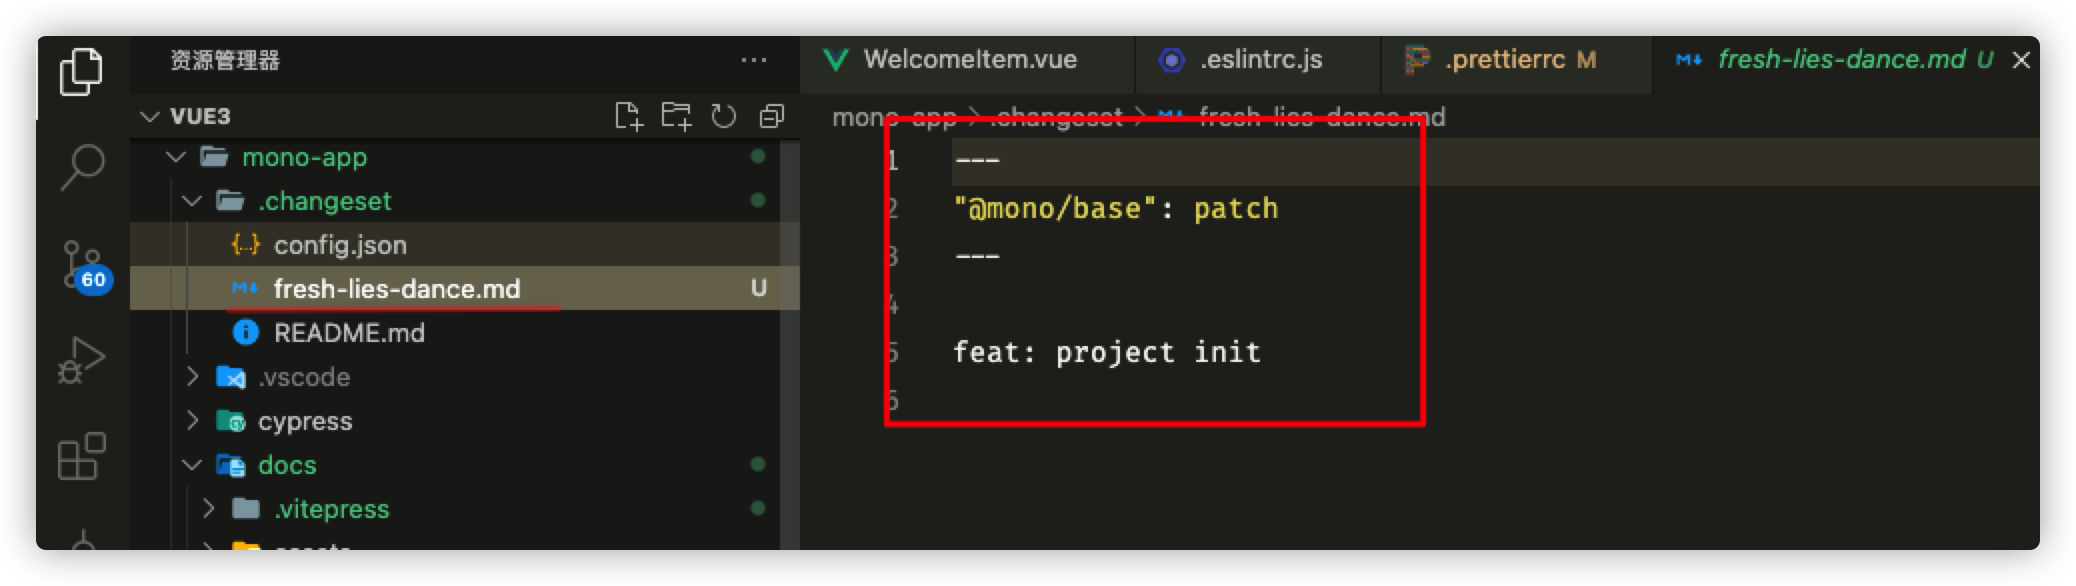 资源管理器
WelcomeItem.vue
.eslintrc.js
.prettierrc M
fresh-lies-dance.md U
VUE3
mono-app
.changeset
config.json
fresh-lies-dance.md U
README.md
.vscode
cypress
docs
.vitepress
60
mono-app > .changeset > fresh-lies-dance.md
1 ---
2 "@mono/base": patch
3 ---
4
5 feat: project init
6